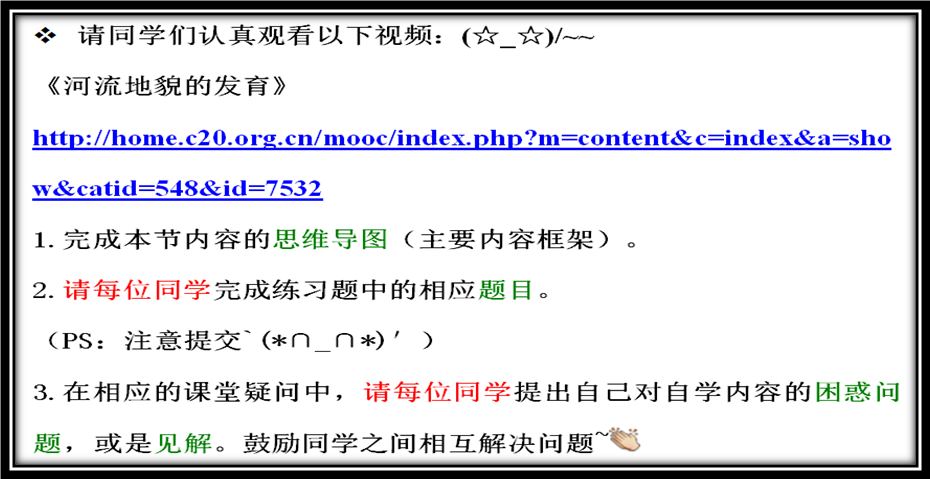 ❖ 请同学们认真观看以下视频：(☆_☆)/~~
《河流地貌的发育》
http://home.c20.org.cn/mooc/index.php?m=content&c=index&a=sho
w&catid=548&id=7532
1. 完成本节内容的思维导图（主要内容框架）。
2. 请每位同学完成练习题中的相应题目。
（PS：注意提交`(*∩_∩*)′）
3. 在相应的课堂疑问中，请每位同学提出自己对自学内容的困惑问
题，或是见解。鼓励同学之间相互解决问题~👏